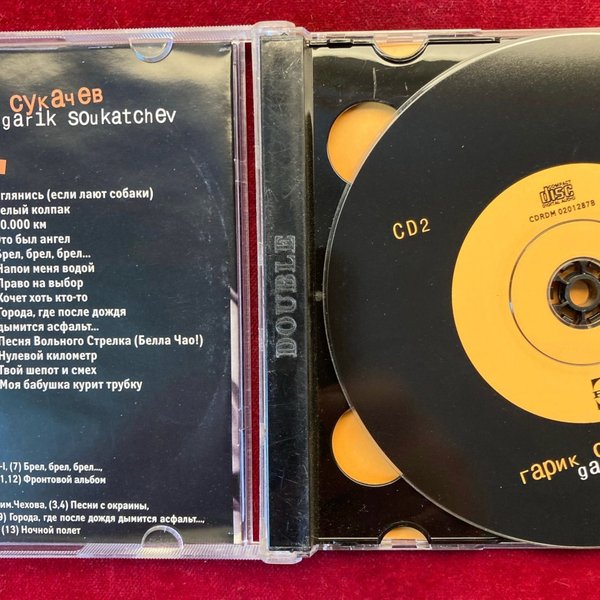 сукачев
garik soukatchev
глянись (если лают собаки)
елый колпак
0.000 км
то был ангел
Брел, брел, брел...
Напои меня водой
Право на выбор
Хочет хоть кто-то
Города, где после дождя
дымится асфальт...
Песня Вольного Стрелка (Белла Чао!)
Нулевой километр
Твой шепот и смех
Моя бабушка курит трубку
-I, (7) Брел, брел, брел...,
1,12) Фронтовой альбом
им.Чехова, (3,4) Песни с окраины,
9) Города, где после дождя дымится асфальт...,
(13) Ночной полет
DOUBLE
CD2
COMPACT
disc
DIGITAL AUDIO
CDRDM 02012878
гарик с
ga